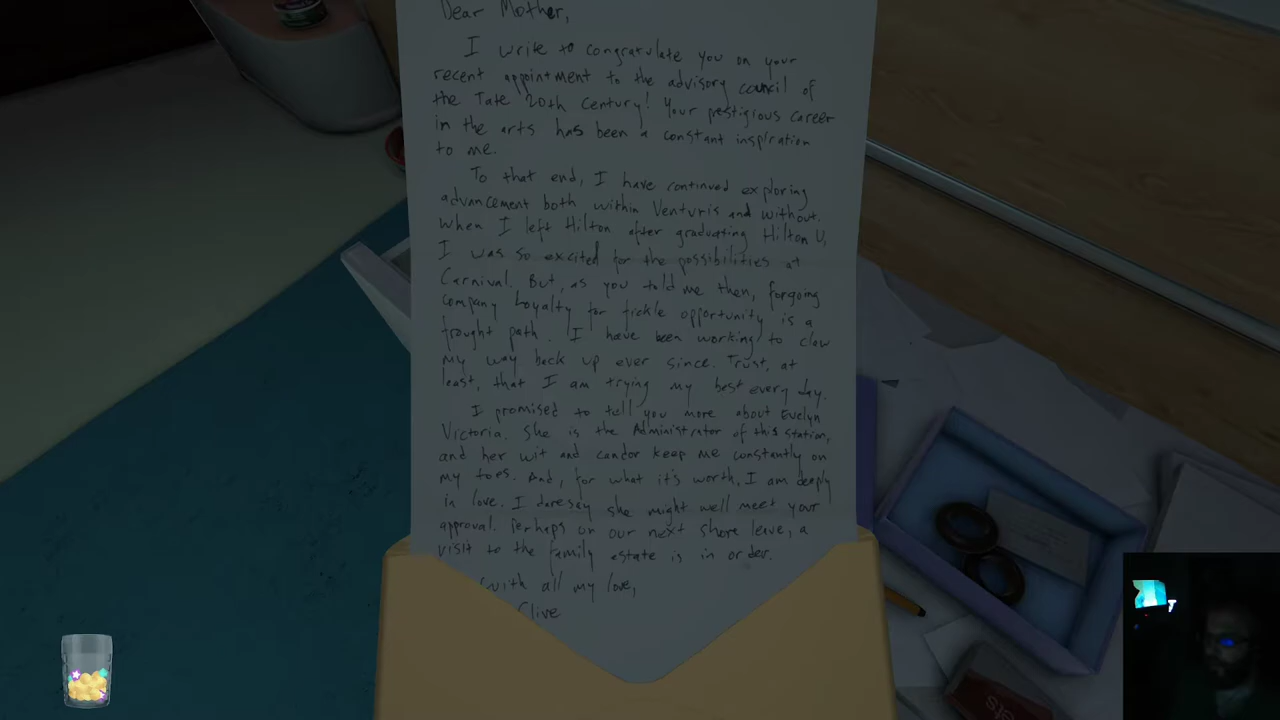 Dear Mother,
I write to congratulate you on your
recent appointment to the advisory council of
the Tate 20th Century! Your prestigious career
in the arts has been a constant inspiration
to me.
To that end, I have continued exploring
advancement both within Venturis and without.
When I left Hilton after graduating Hilton U,
I was so excited for the possibilities at
Carnival. But, as you told me then, forgoing
company loyalty for fickle opportunity is a
frought path. I have been working to claw
my way back up ever since. Trust, at
least, that I am trying my best every day.
I promised to tell you more about Evelyn
Victoria. She is the Administrator of this station,
and her wit and candor keep me constantly on
my toes. And, for what it's worth, I am deeply
in love. I daresay she might well meet your
approval. Perhaps on our next shore leave, a
visit to the family estate is in order.
With all my love,
Clive